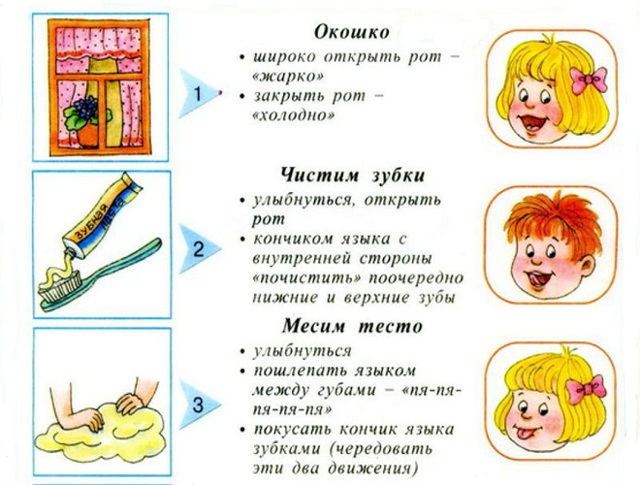 Окошко
• широко открыть рот –
«жарко»
• закрыть рот –
«холодно»
1
Чистим зубки
• улыбнуться, открыть
рот
• кончиком языка с
внутренней стороны
«почистить» поочередно
нижние и верхние зубы
ЗУБНАЯ
ПАСТА
2
Месим тесто
• улыбнуться
• пошлепать языком
между губами – «пя-пя-
пя-пя-пя»
• покусать кончик языка
зубками (чередовать
эти два движения)
3